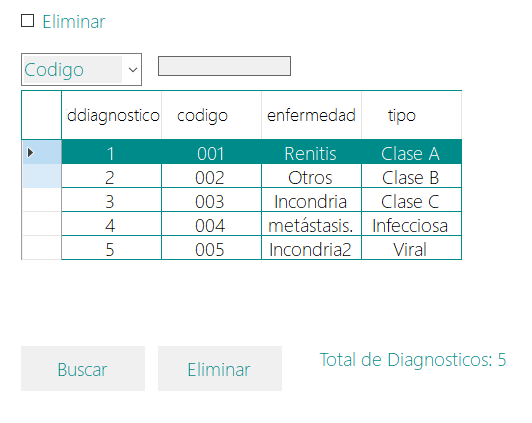 Eliminar
Codigo
ddiagnostico codigo enfermedad tipo
1 001 Renitis Clase A
2 002 Otros Clase B
3 003 Incondria Clase C
4 004 metástasis. Infecciosa
5 005 Incondria2 Viral
Buscar Eliminar Total de Diagnosticos: 5